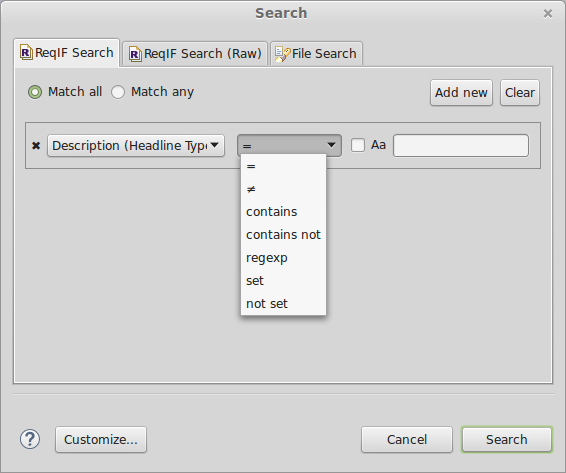 Search
ReqIF Search ReqIF Search (Raw) File Search
Match all Match any Add new Clear
Description (Headline Type = Aa
=
≠
contains
contains not
regexp
set
not set
Customize... Cancel Search